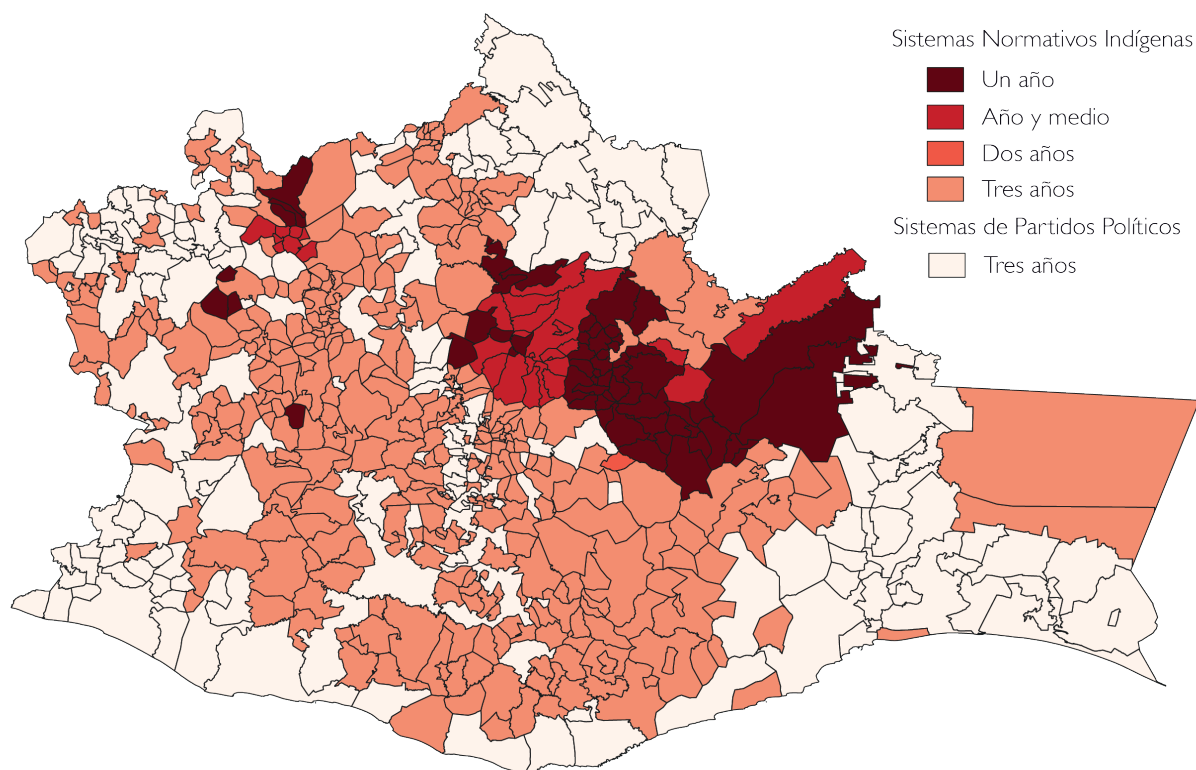 Sistemas Normativos Indígenas
Un año
Año y medio
Dos años
Tres años
Sistemas de Partidos Políticos
Tres años